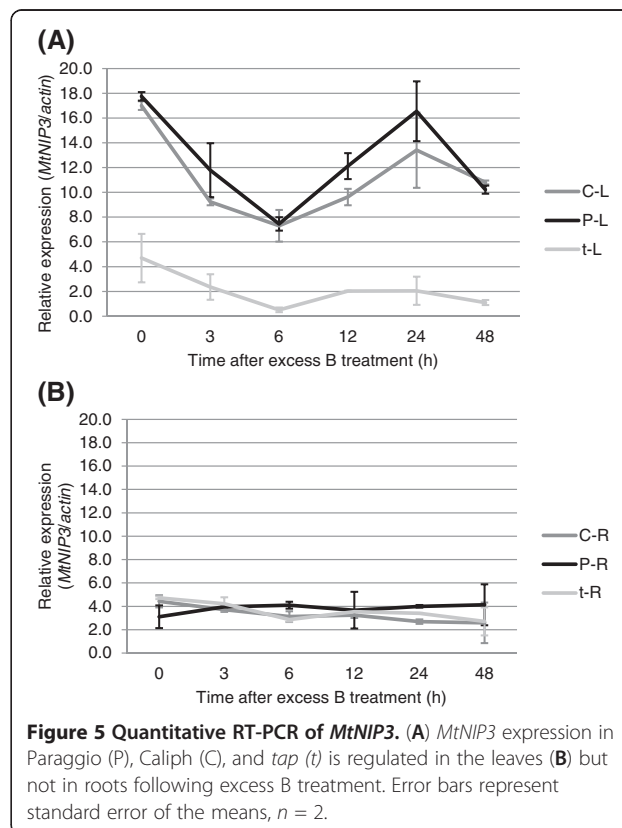 (A)
Relative expression (MtNIP3/actin)
20.0
18.0
16.0
14.0
12.0
10.0
8.0
6.0
4.0
2.0
0.0
0 3 6 12 24 48
Time after excess B treatment (h)
C-L
P-L
t-L
(B)
Relative expression
(MtNIP3/actin)
20.0
18.0
16.0
14.0
12.0
10.0
8.0
6.0
4.0
2.0
0.0
0 3 6 12 24 48
Time after excess B treatment (h)
C-R
P-R
t-R
Figure 5 Quantitative RT-PCR of MtNIP3. (A) MtNIP3 expression in
Paraggio (P), Caliph (C), and tap (t) is regulated in the leaves (B) but
not in roots following excess B treatment. Error bars represent
standard error of the means, n = 2.